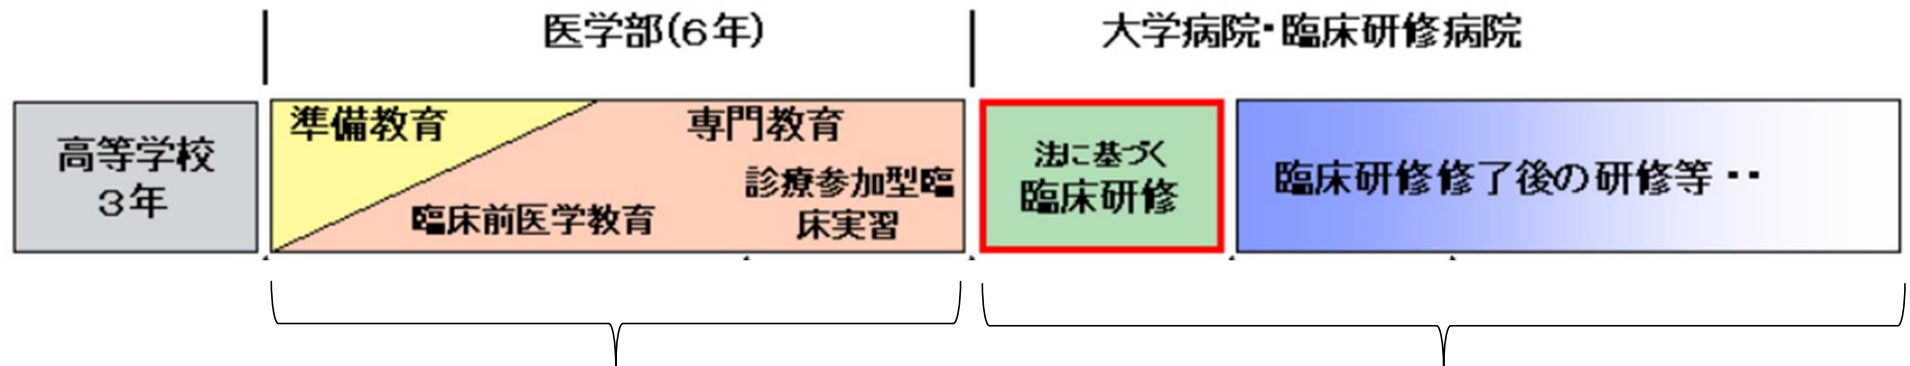 医学部(6年)
大学病院・臨床研修病院
高等学校
3年
準備教育
専門教育
臨床前医学教育
診療参加型臨
床実習
法に基づく
臨床研修
臨床研修修了後の研修等・・